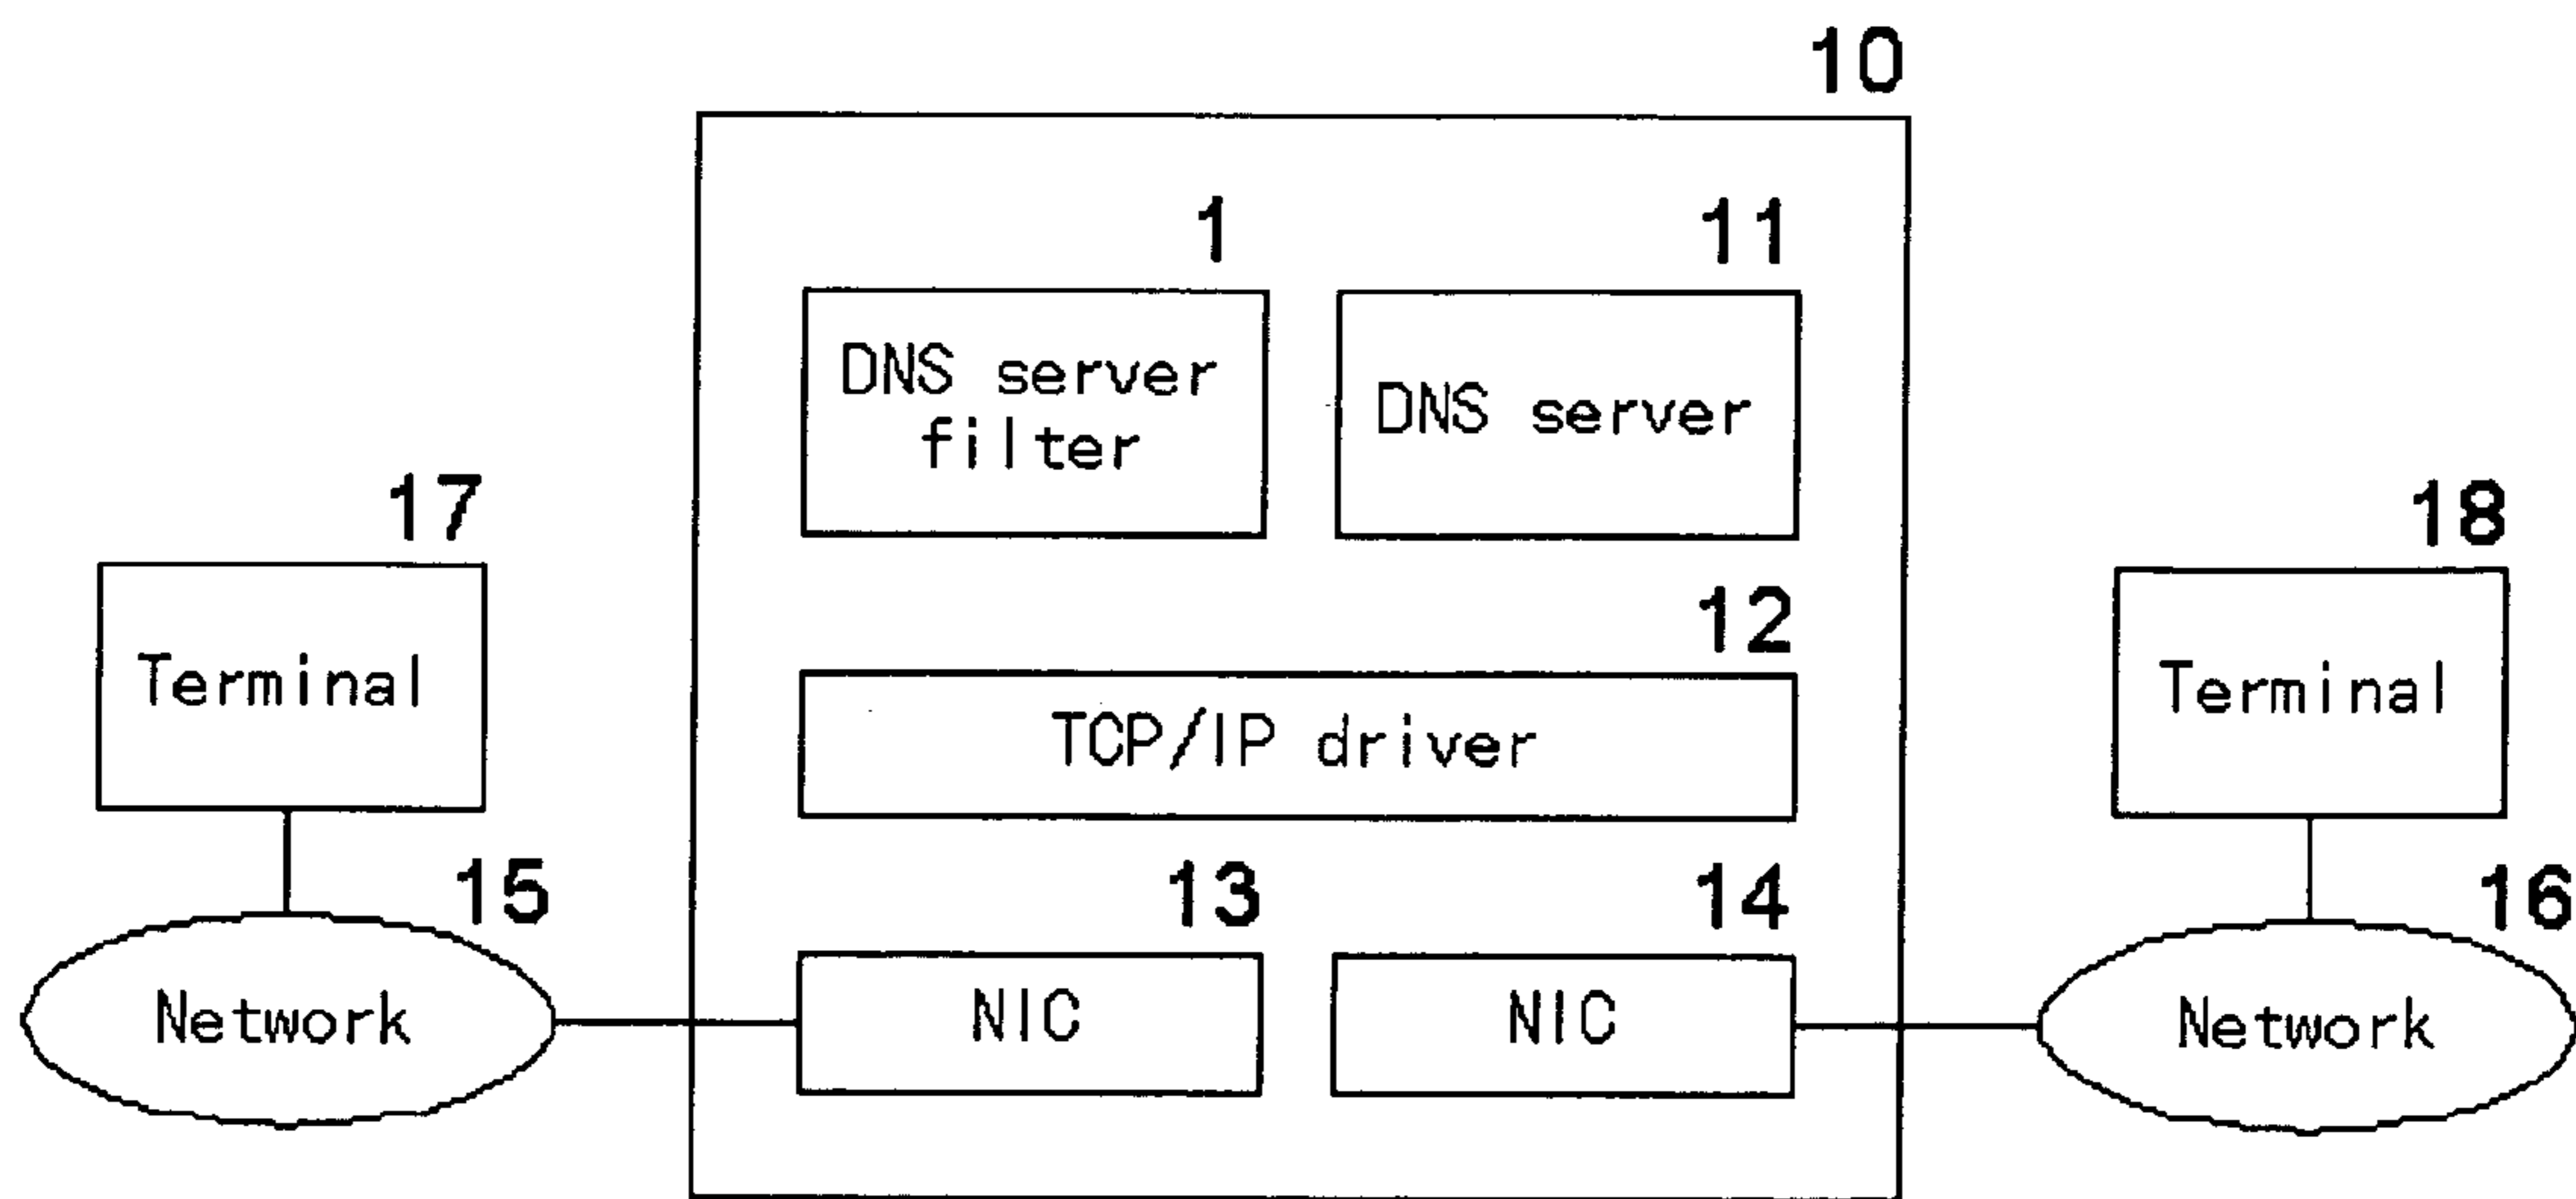 10
1
11
DNS server
filter
DNS server
17
18
Terminal
12
Terminal
TCP/IP driver
15
13
14
16
Network
NIC
NIC
Network